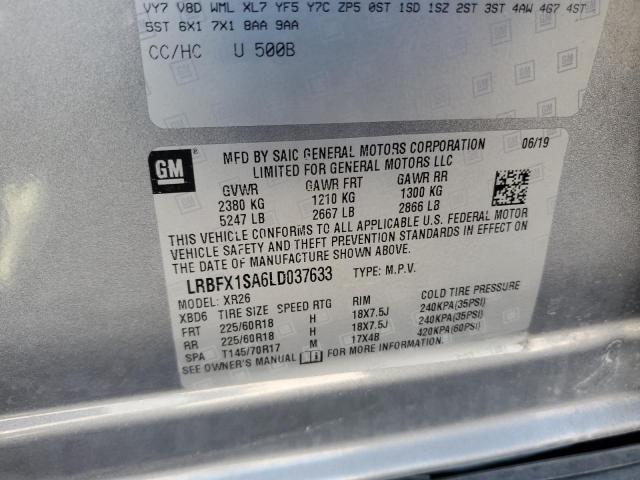 VY7 V8D WML XL7 YF5 Y7C ZP5 0ST 1SD 1SZ 2ST 3ST 4AW 4G7 4ST
5ST 6X1 7X1 8AA 9AA
CC/HC U 500B
GM
MFD BY SAIC GENERAL MOTORS CORPORATION 06/19
LIMITED FOR GENERAL MOTORS LLC
GVWR GAWR FRT GAWR RR
2380 KG 1210 KG 1300 KG
5247 LB 2667 LB 2866 LB
THIS VEHICLE CONFORMS TO ALL APPLICABLE U.S. FEDERAL MOTOR
VEHICLE SAFETY AND THEFT PREVENTION STANDARDS IN EFFECT ON
THE DATE OF MANUFACTURE SHOWN ABOVE.
LRBFX1SA6LD037633 TYPE: M.P.V.
MODEL: XR26
XBD6 TIRE SIZE SPEED RTG RIM COLD TIRE PRESSURE
FRT 225/60R18 H 18X7.5J 240KPA(35PSI)
RR 225/60R18 H 18X7.5J 240KPA(35PSI)
SPA T145/70R17 M 17X4B 420KPA(60PSI)
SEE OWNER'S MANUAL FOR MORE INFORMATION.